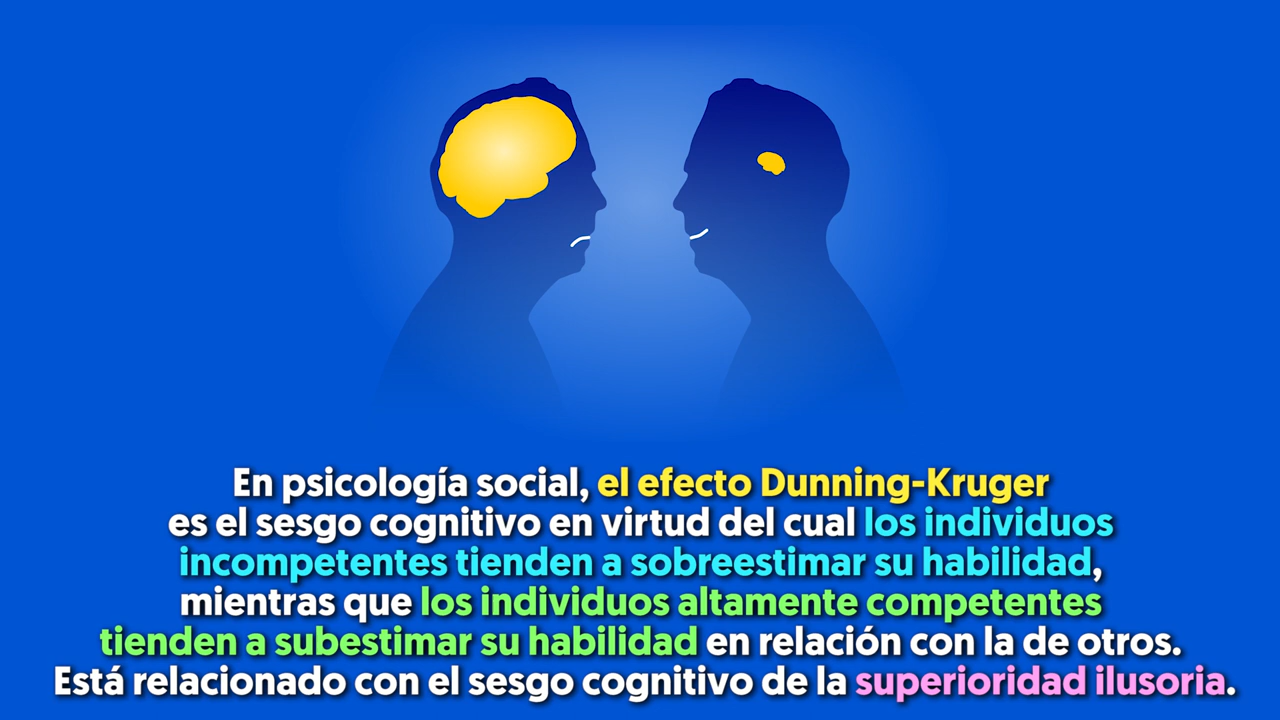 En psicología social, el efecto Dunning-Kruger
es el sesgo cognitivo en virtud del cual los individuos
incompetentes tienden a sobreestimar su habilidad,
mientras que los individuos altamente competentes
tienden a subestimar su habilidad en relación con la de otros.
Está relacionado con el sesgo cognitivo de la superioridad ilusoria.